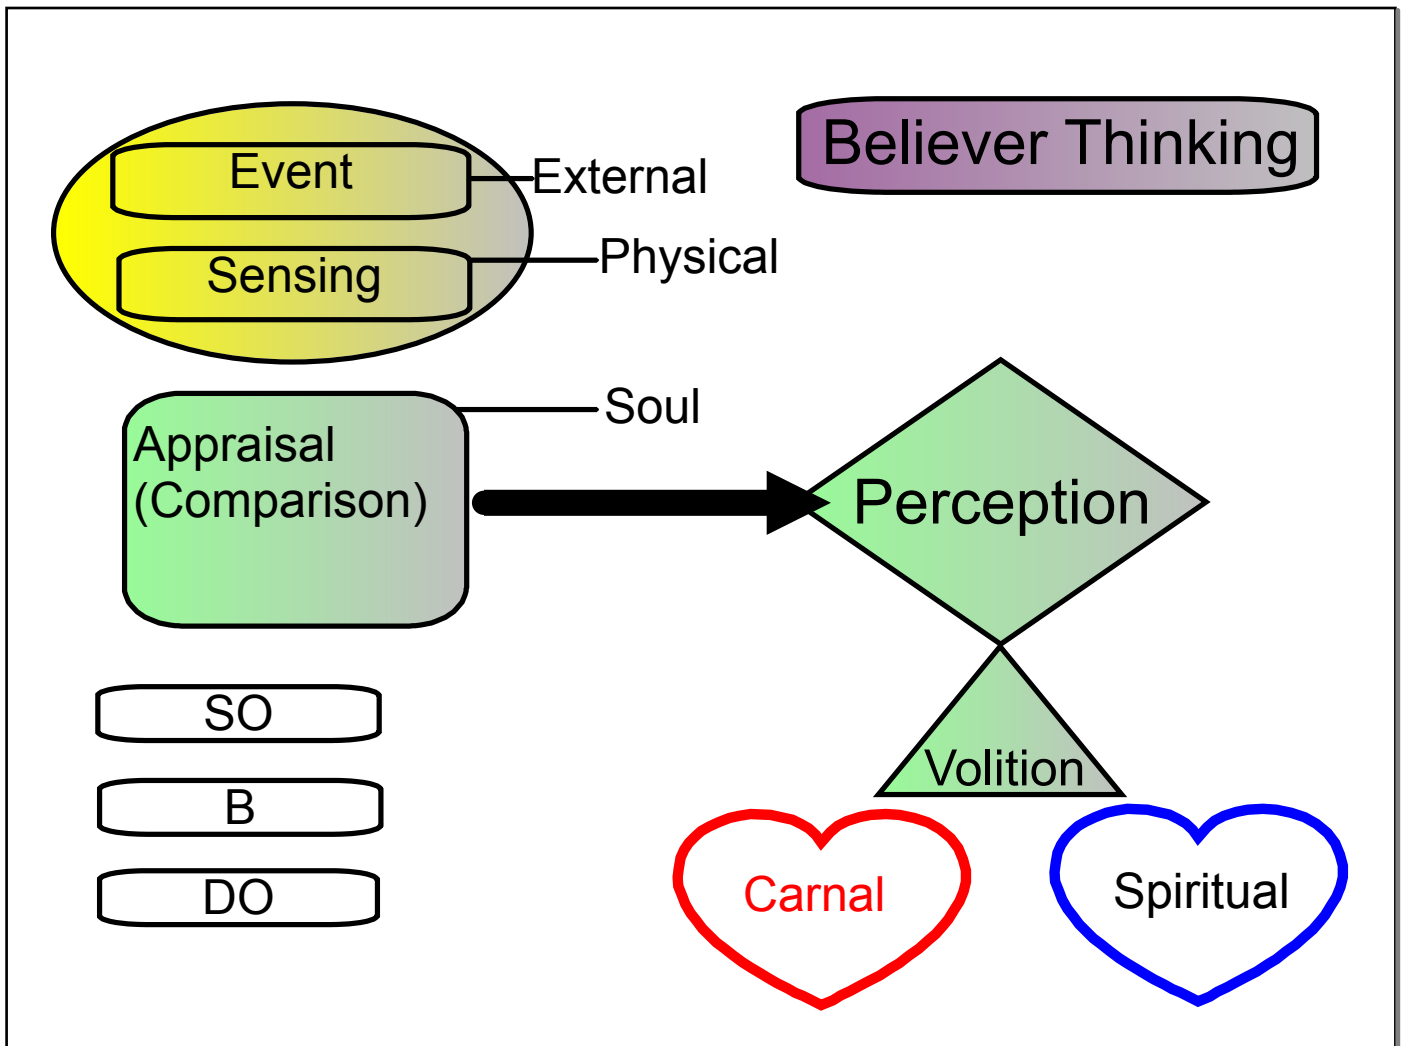 Believer Thinking
Event
External
Sensing
Physical
Soul
Appraisal
(Comparison)
Perception
Volition
SO
B
DO
Carnal
Spiritual